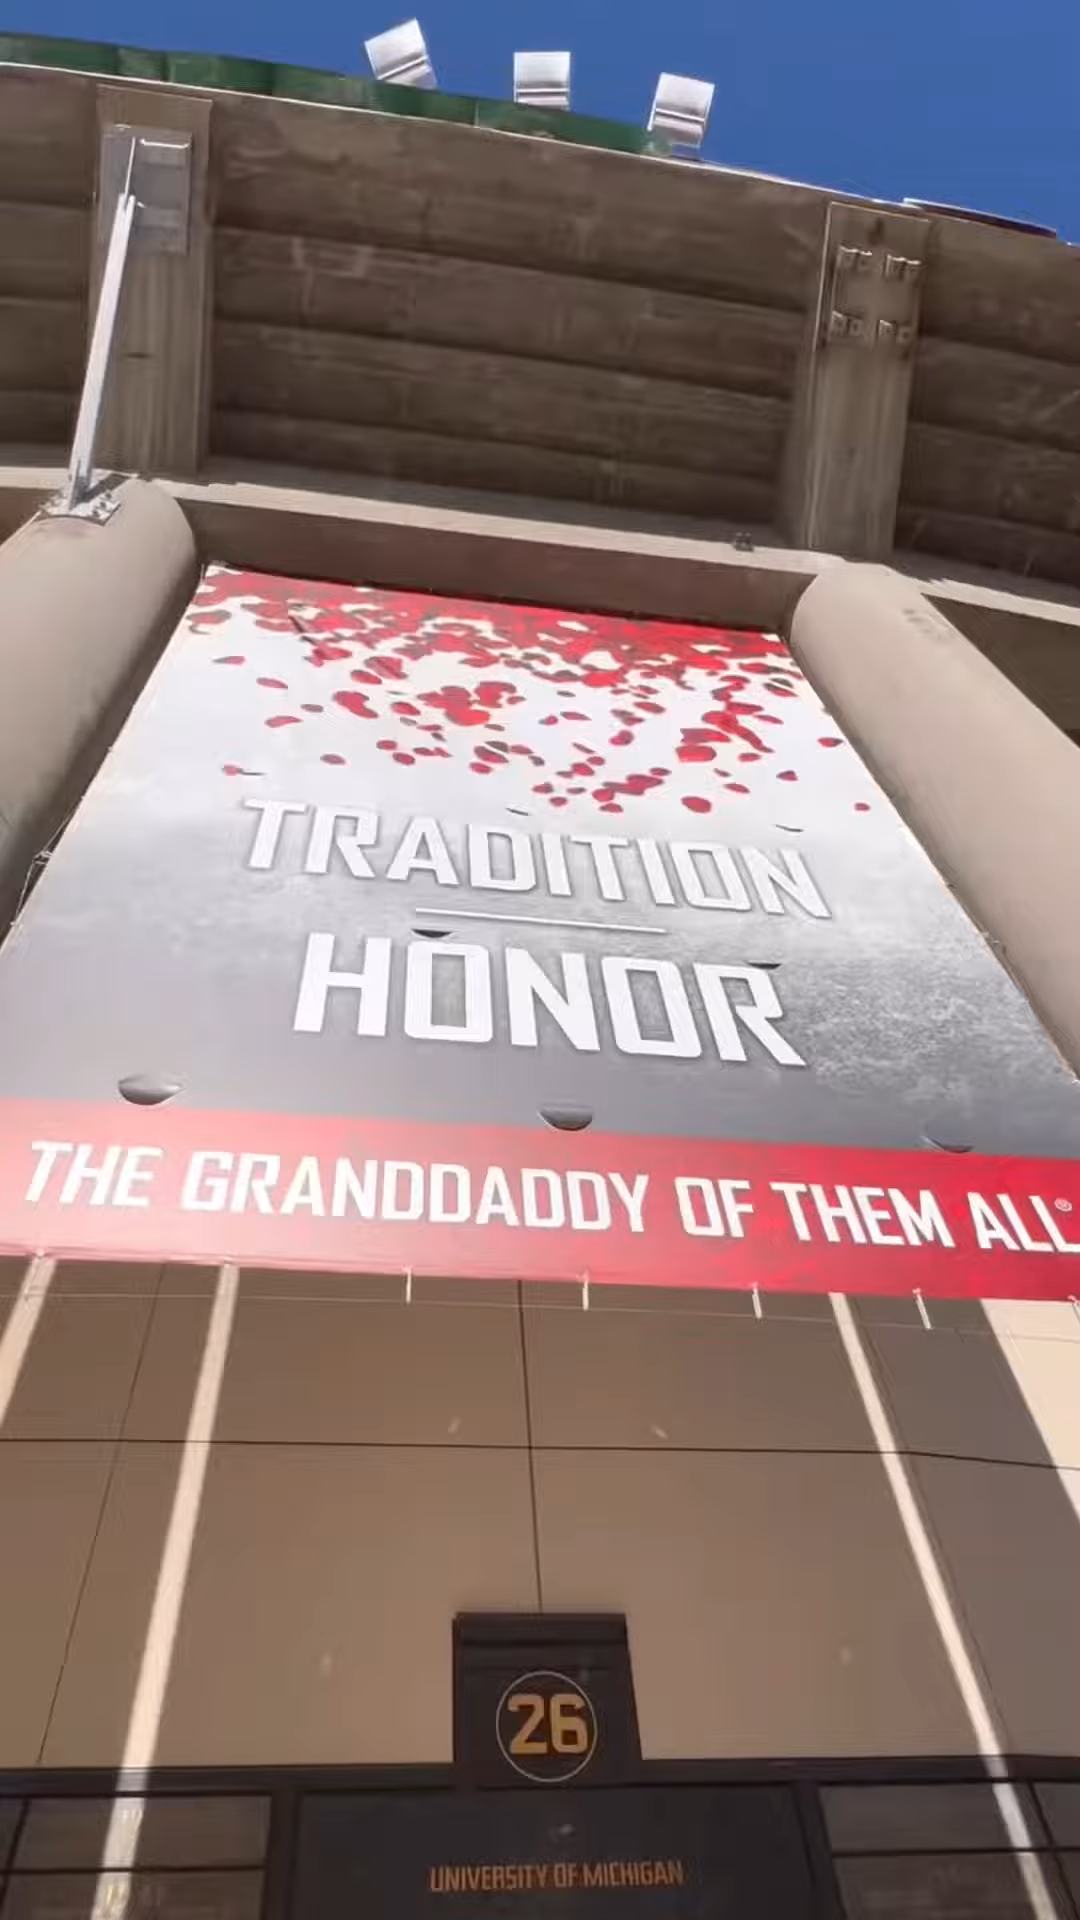 TRADITION
HONOR
THE GRANDDADDY OF THEM ALL®
26
UNIVERSITY OF MICHIGAN